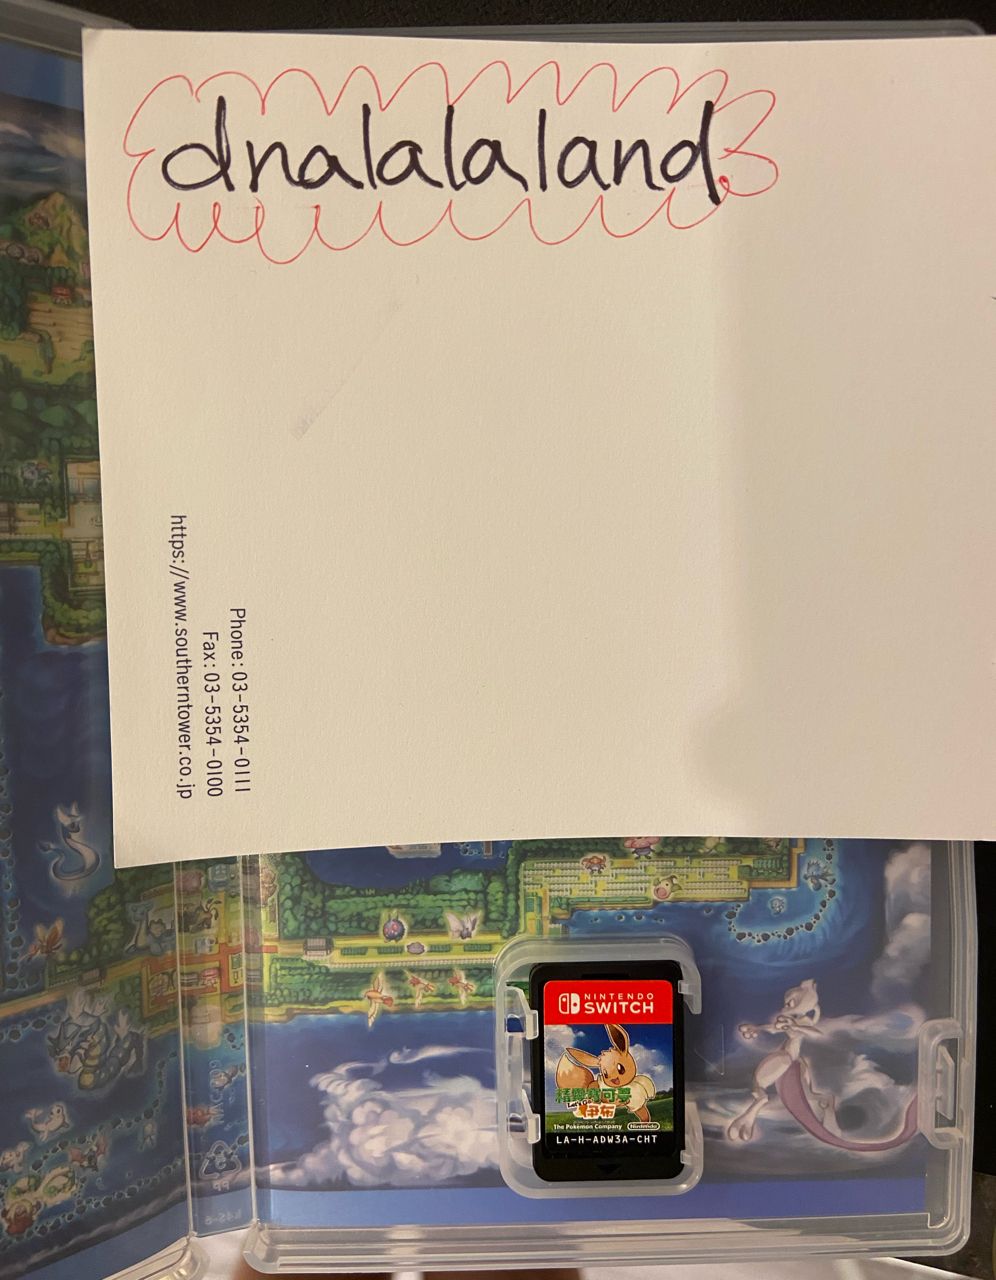 dnalalaland
https://www.southerntower.co.jp
Fax: 03-5354-0100
Phone: 03-5354-0111
NINTENDO
SWITCH
精靈寶可夢
Let's Go!
伊布
The Pokémon Company
Nintendo
LA-H-ADW3A-CHT